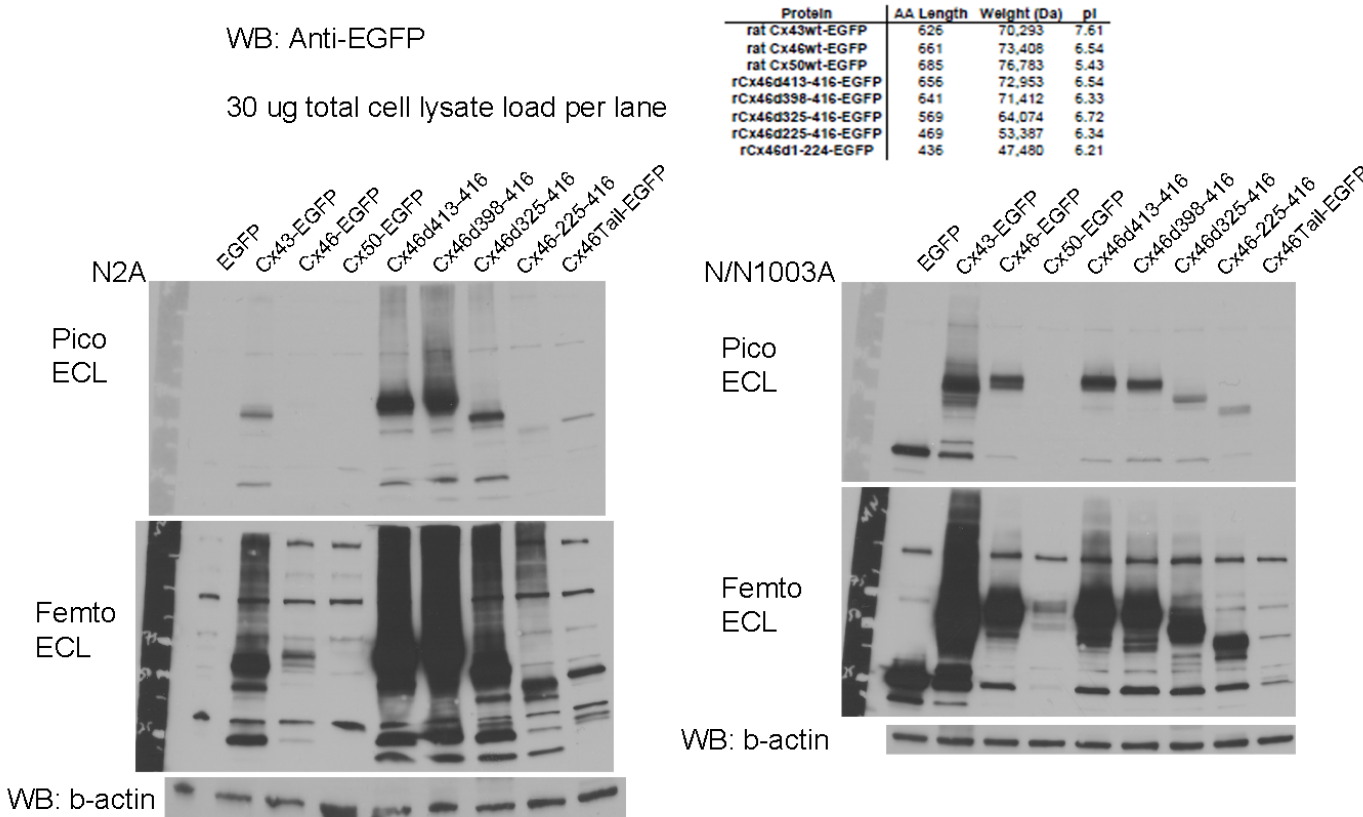 WB: Anti-EGFP
30 ug total cell lysate load per lane
Protein AA Length Weight (Da) pI
rat Cx43wt-EGFP 626 70,293 7.61
rat Cx46wt-EGFP 661 73,408 6.54
rat Cx50wt-EGFP 685 76,783 5.43
rCx46d413-416-EGFP 656 72,953 6.54
rCx46d398-416-EGFP 641 71,412 6.33
rCx46d325-416-EGFP 569 64,074 6.72
rCx46d225-416-EGFP 469 53,387 6.34
rCx46d1-224-EGFP 436 47,480 6.21
N2A
EGFP
Cx43-EGFP
Cx46-EGFP
Cx50-EGFP
Cx46d413-416
Cx46d398-416
Cx46d325-416
Cx46-225-416
Cx46Tail-EGFP
Pico
ECL
Femto
ECL
75
WB: b-actin
N/N1003A
EGFP
Cx43-EGFP
Cx46-EGFP
Cx50-EGFP
Cx46d413-416
Cx46d398-416
Cx46d325-416
Cx46-225-416
Cx46Tail-EGFP
Pico
ECL
Femto
ECL
75
WB: b-actin